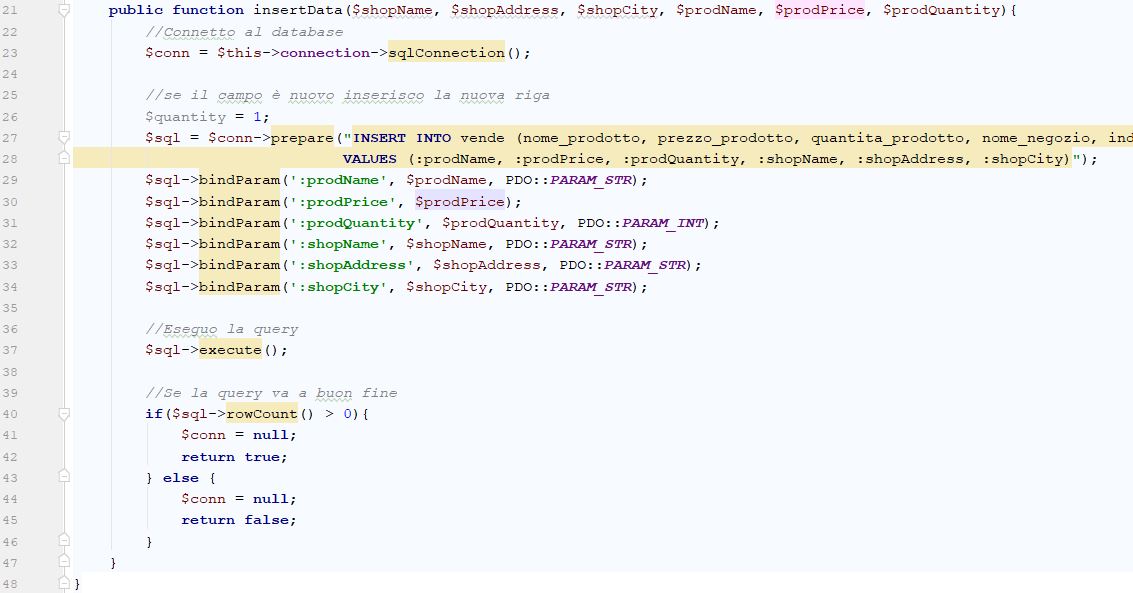 21 public function insertData($shopName, $shopAddress, $shopCity, $prodName, $prodPrice, $prodQuantity){
22 //Connetto al database
23 $conn = $this->connection->sqlConnection();
24
25 //se il campo è nuovo inserisco la nuova riga
26 $quantity = 1;
27 $sql = $conn->prepare("INSERT INTO vende (nome_prodotto, prezzo_prodotto, quantita_prodotto, nome_negozio, ind
28 VALUES (:prodName, :prodPrice, :prodQuantity, :shopName, :shopAddress, :shopCity)");
29 $sql->bindParam(':prodName', $prodName, PDO::PARAM_STR);
30 $sql->bindParam(':prodPrice', $prodPrice);
31 $sql->bindParam(':prodQuantity', $prodQuantity, PDO::PARAM_INT);
32 $sql->bindParam(':shopName', $shopName, PDO::PARAM_STR);
33 $sql->bindParam(':shopAddress', $shopAddress, PDO::PARAM_STR);
34 $sql->bindParam(':shopCity', $shopCity, PDO::PARAM_STR);
35
36 //Eseguo la query
37 $sql->execute();
38
39 //Se la query va a buon fine
40 if($sql->rowCount() > 0){
41 $conn = null;
42 return true;
43 } else {
44 $conn = null;
45 return false;
46 }
47 }
48 }